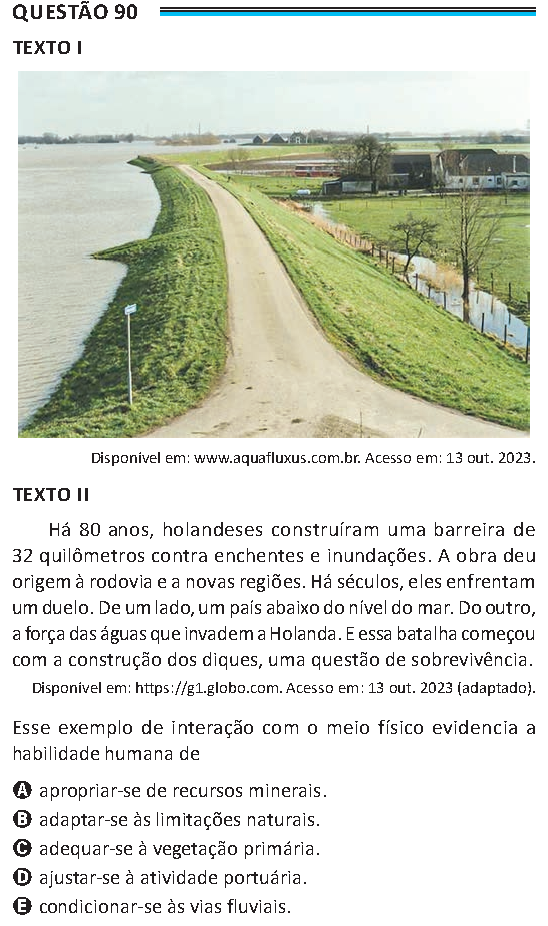 QUESTÃO 90
TEXTO I
Disponível em: www.aquafluxus.com.br. Acesso em: 13 out. 2023.
TEXTO II
Há 80 anos, holandeses construíram uma barreira de
32 quilômetros contra enchentes e inundações. A obra deu
origem à rodovia e a novas regiões. Há séculos, eles enfrentam
um duelo. De um lado, um país abaixo do nível do mar. Do outro,
a força das águas que invadem a Holanda. E essa batalha começou
com a construção dos diques, uma questão de sobrevivência.
Disponível em: https://g1.globo.com. Acesso em: 13 out. 2023 (adaptado).
Esse exemplo de interação com o meio físico evidencia a
habilidade humana de
A apropriar-se de recursos minerais.
B adaptar-se às limitações naturais.
C adequar-se à vegetação primária.
D ajustar-se à atividade portuária.
E condicionar-se às vias fluviais.